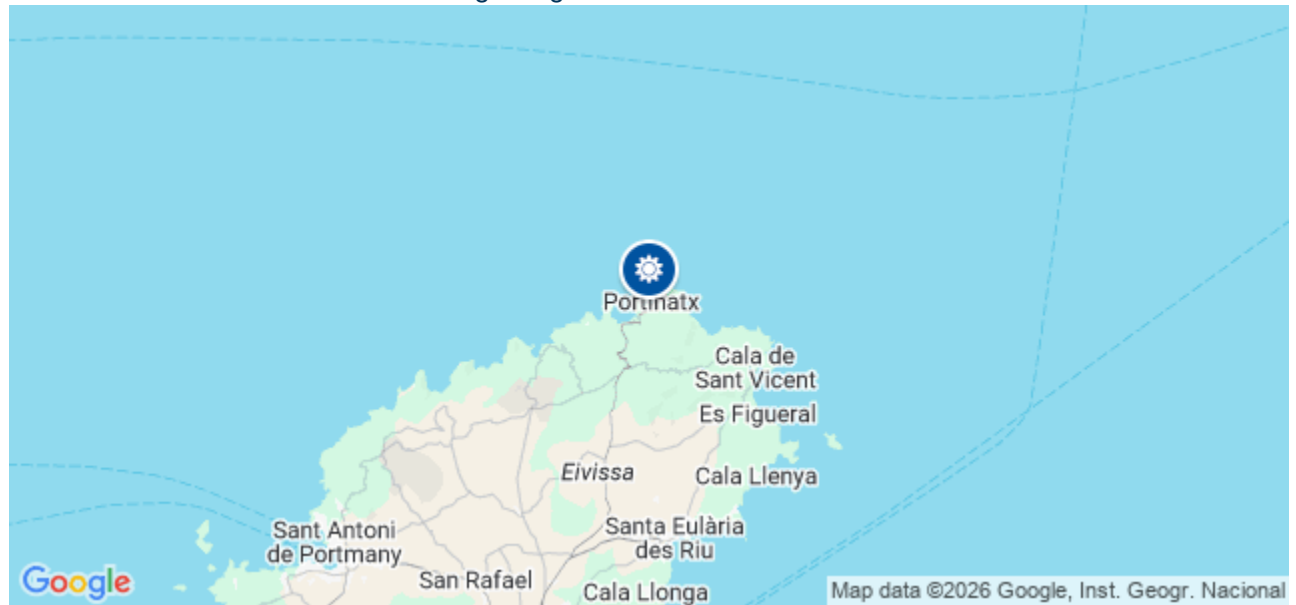 Portinatx
Cala de
Sant Vicent
Es Figueral
Eivissa
Cala Llenya
Sant Antoni
de Portmany
Santa Eulària
des Riu
San Rafael
Cala Llonga
Google
Map data ©2026 Google, Inst. Geogr. Nacional